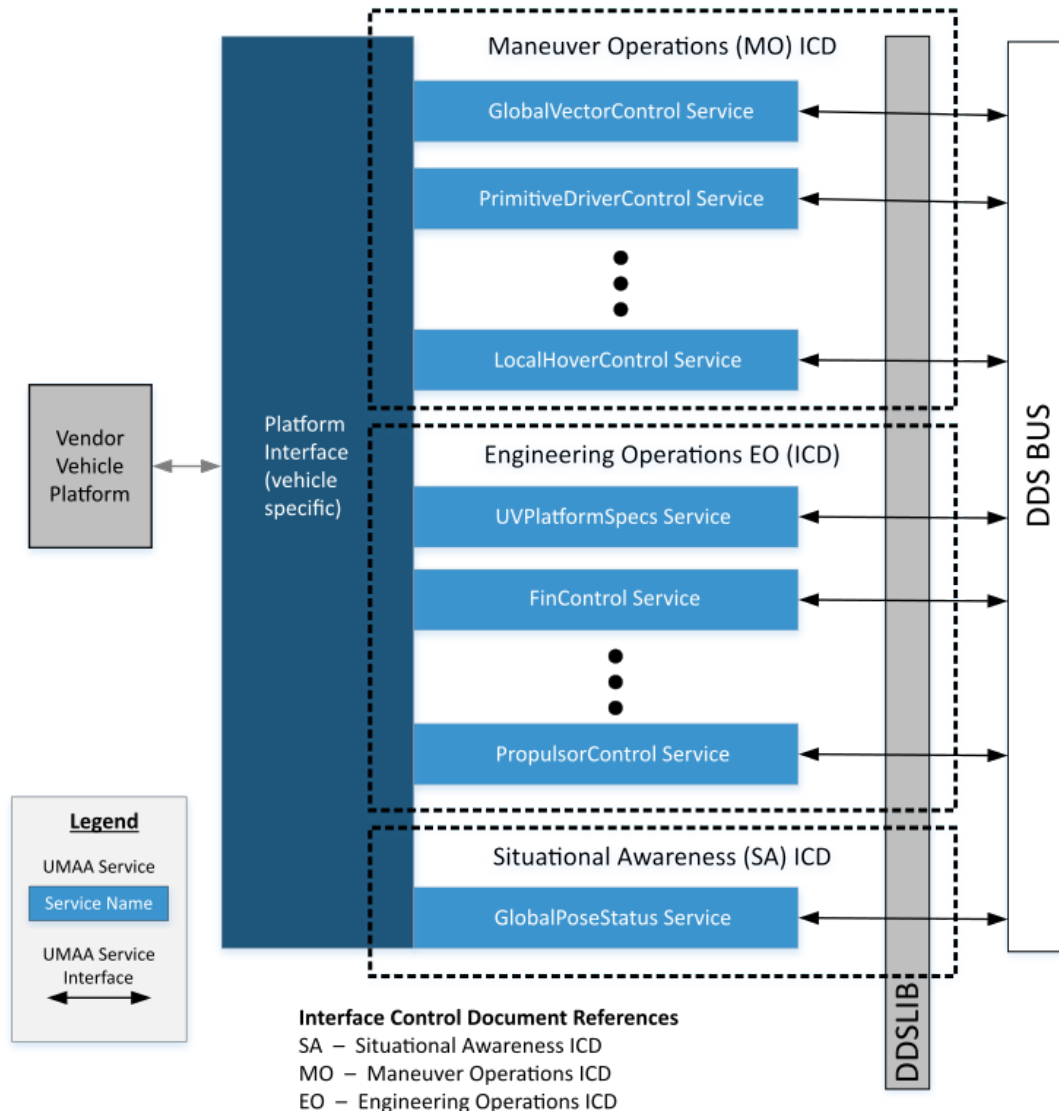 Maneuver Operations (MO) ICD
GlobalVectorControl Service
PrimitiveDriverControl Service
LocalHoverControl Service
Vendor
Vehicle
Platform
Platform
Interface
(vehicle
specific)
Engineering Operations EO (ICD)
UVPlatformSpecs Service
FinControl Service
PropulsorControl Service
Situational Awareness (SA) ICD
GlobalPoseStatus Service
DDSLIB
DDS BUS
Legend
UMAA Service
Service Name
UMAA Service
Interface
Interface Control Document References
SA – Situational Awareness ICD
MO – Maneuver Operations ICD
EO – Engineering Operations ICD